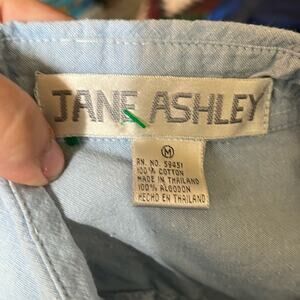 JANE ASHLEY
M
RN. NO. 59451
100% COTTON
MADE IN THAILAND
100% ALGODON
HECHO EN THAILAND